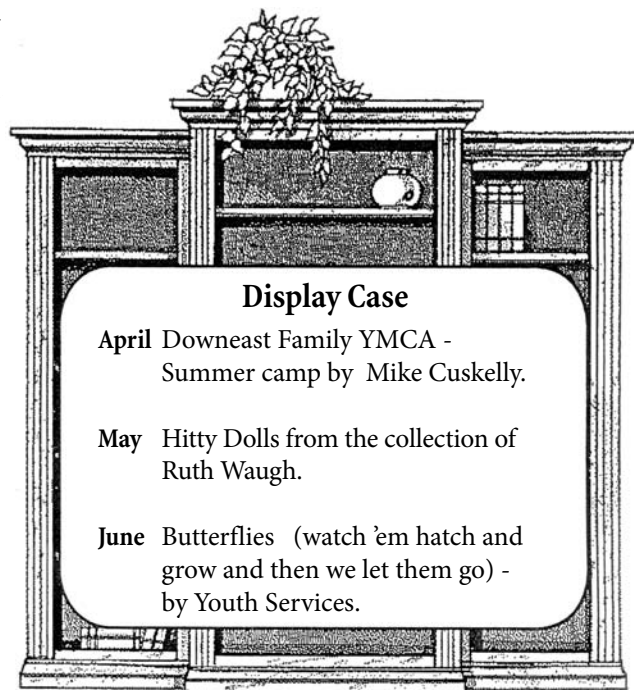 Display Case
April Downeast Family YMCA -
Summer camp by Mike Cuskelly.
May Hitty Dolls from the collection of
Ruth Waugh.
June Butterflies (watch ’em hatch and
grow and then we let them go) -
by Youth Services.